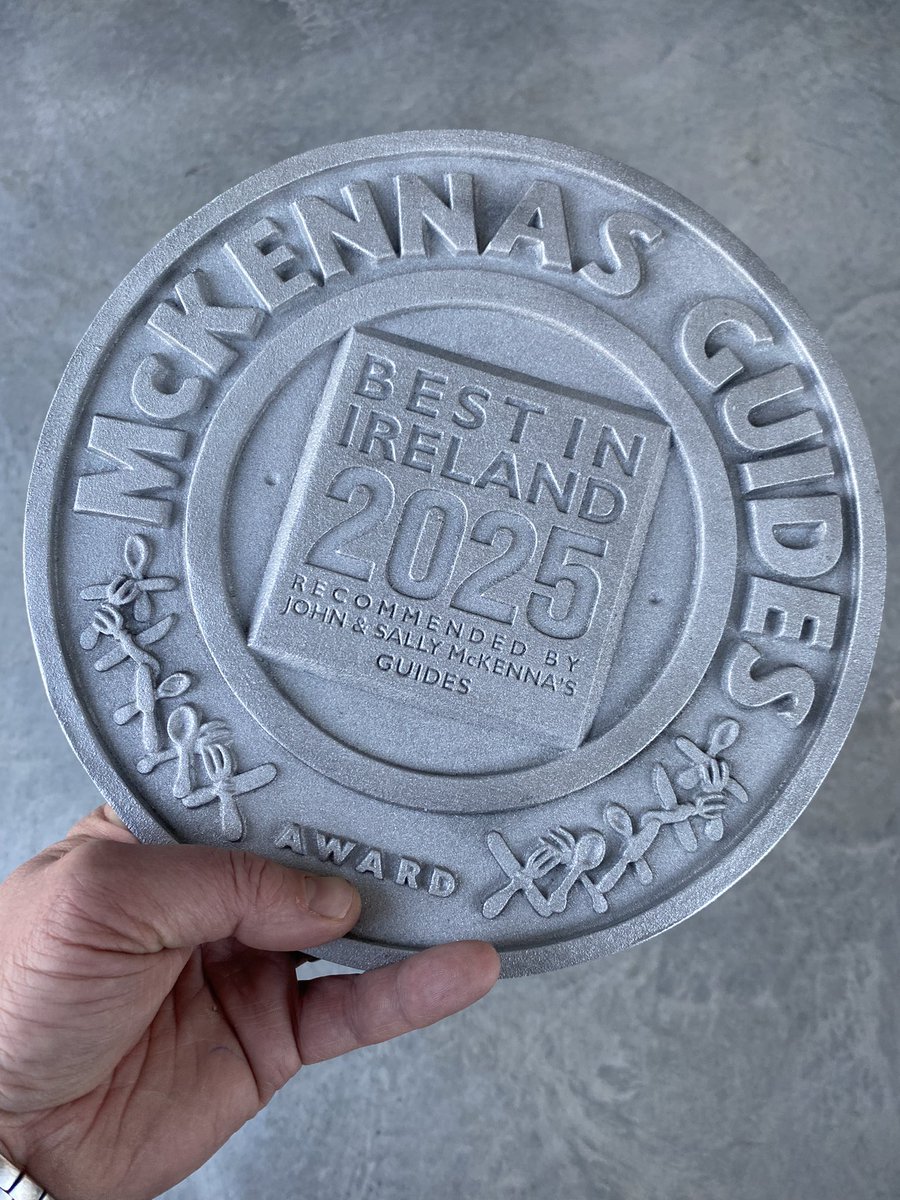 McKENNAS GUIDES
BEST IN
IRELAND
2025
RECOMMENDED BY
JOHN & SALLY McKENNA'S
GUIDES
AWARD